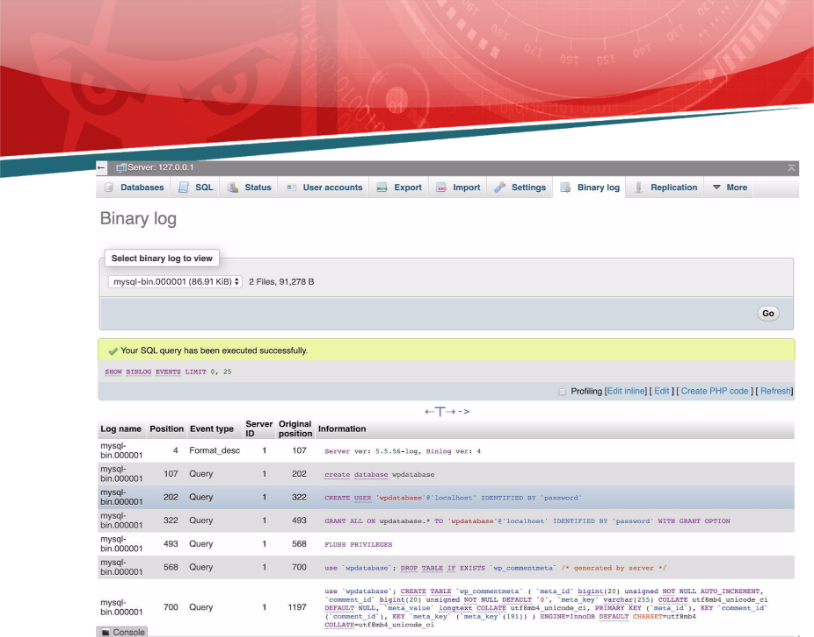 Server: 127.0.0.1
Databases SQL Status User accounts Export Import Settings Binary log Replication More
Binary log
Select binary log to view
mysql-bin.000001 (86.91 KiB) 2 Files, 91,278 B
Go
Your SQL query has been executed successfully.
SHOW BINLOG EVENTS LIMIT 0, 25
Profiling [Edit inline] [ Edit ] [ Create PHP code ] [ Refresh]
←T→ ->
Log name Position Event type Server ID Original position Information
mysql-bin.000001 4 Format_desc 1 107 Server ver: 5.5.56-log, Binlog ver: 4
mysql-bin.000001 107 Query 1 202 create database wpdatabase
mysql-bin.000001 202 Query 1 322 CREATE USER 'wpdatabase'@'localhost' IDENTIFIED BY 'password'
mysql-bin.000001 322 Query 1 493 GRANT ALL ON wpdatabase.* TO 'wpdatabase'@'localhost' IDENTIFIED BY 'password' WITH GRANT OPTION
mysql-bin.000001 493 Query 1 568 FLUSH PRIVILEGES
mysql-bin.000001 568 Query 1 700 use `wpdatabase`; DROP TABLE IF EXISTS `wp_commentmeta` /* generated by server */
mysql-bin.000001 700 Query 1 1197 use `wpdatabase`; CREATE TABLE `wp_commentmeta` ( `meta_id` bigint(20) unsigned NOT NULL AUTO_INCREMENT,
`comment_id` bigint(20) unsigned NOT NULL DEFAULT '0', `meta_key` varchar(255) COLLATE utf8mb4_unicode_ci
DEFAULT NULL, `meta_value` longtext COLLATE utf8mb4_unicode_ci, PRIMARY KEY (`meta_id`), KEY `comment_id`
(`comment_id`), KEY `meta_key` (`meta_key`(191)) ) ENGINE=InnoDB DEFAULT CHARSET=utf8mb4
COLLATE=utf8mb4_unicode_ci
Console